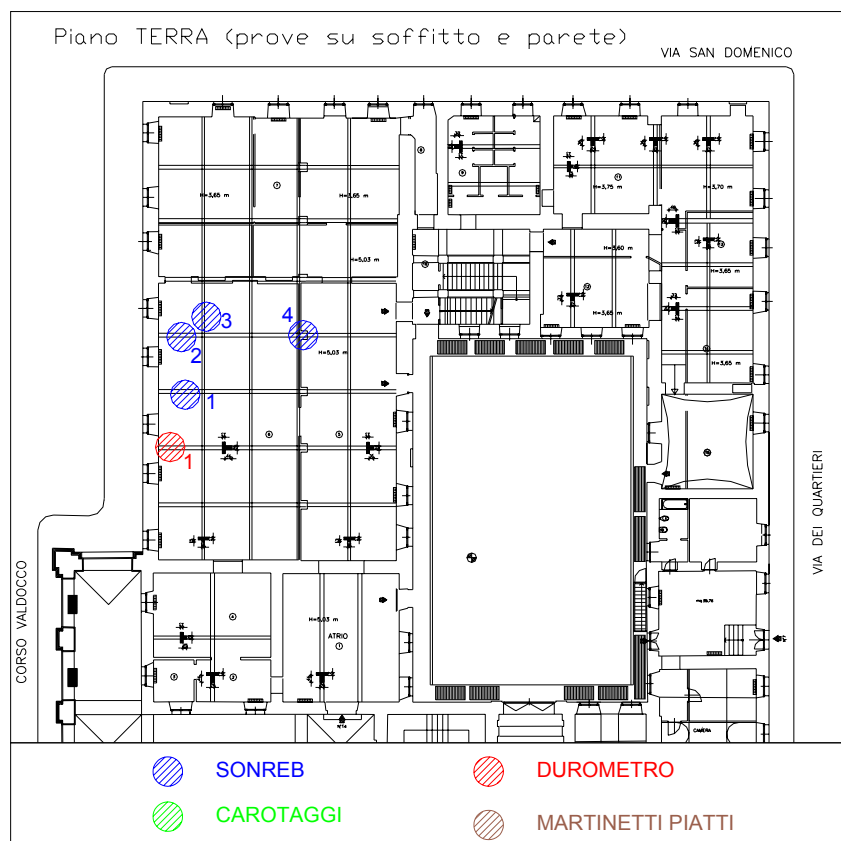 Piano TERRA (prove su soffitto e parete)
VIA SAN DOMENICO
H=3,65 m
H=3,65 m
H=3,75 m
H=3,70 m
H=5,03 m
H=3,60 m
H=3,65 m
H=3,65 m
H=3,65 m
H=5,03 m
3
4
2
1
1
VIA DEI QUARTIERI
CORSO VALDOCCO
H=5,03 m
ATRIO
1
CAMERA
SONREB
DUROMETRO
CAROTAGGI
MARTINETTI PIATTI